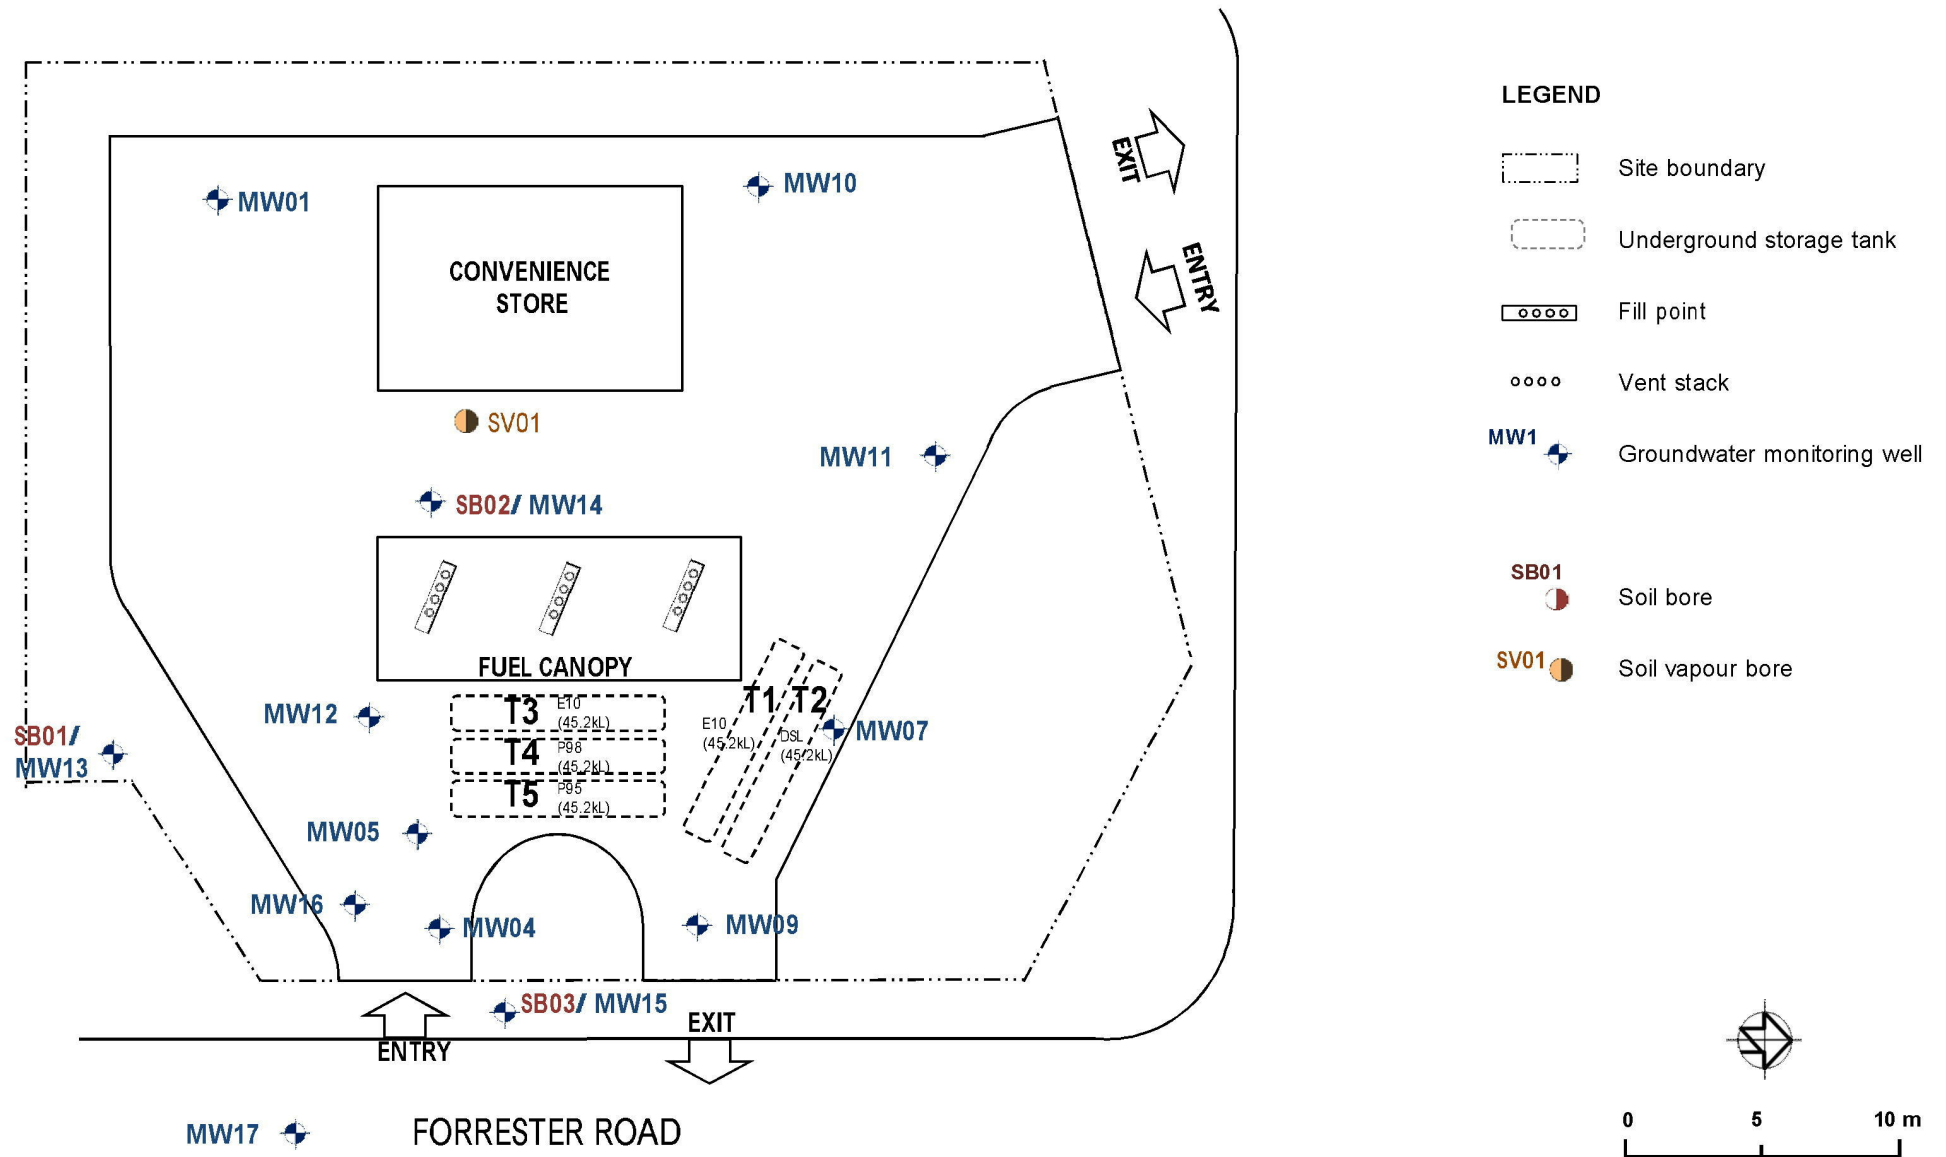 LEGEND
Site boundary
Underground storage tank
Fill point
Vent stack
MW1
Groundwater monitoring well
SB01
Soil bore
SV01
Soil vapour bore
EXIT
ENTRY
MW01
MW10
CONVENIENCE
STORE
SV01
MW11
SB02/ MW14
FUEL CANOPY
T1 T2
E10
(45.2kL)
DSL
(45.2kL)
T3 E10
(45.2kL)
T4 P98
(45.2kL)
T5 P95
(45.2kL)
MW12
MW07
SB01/
MW13
MW05
MW16
MW04
MW09
SB03/ MW15
EXIT
ENTRY
MW17
FORRESTER ROAD
N
0 5 10 m